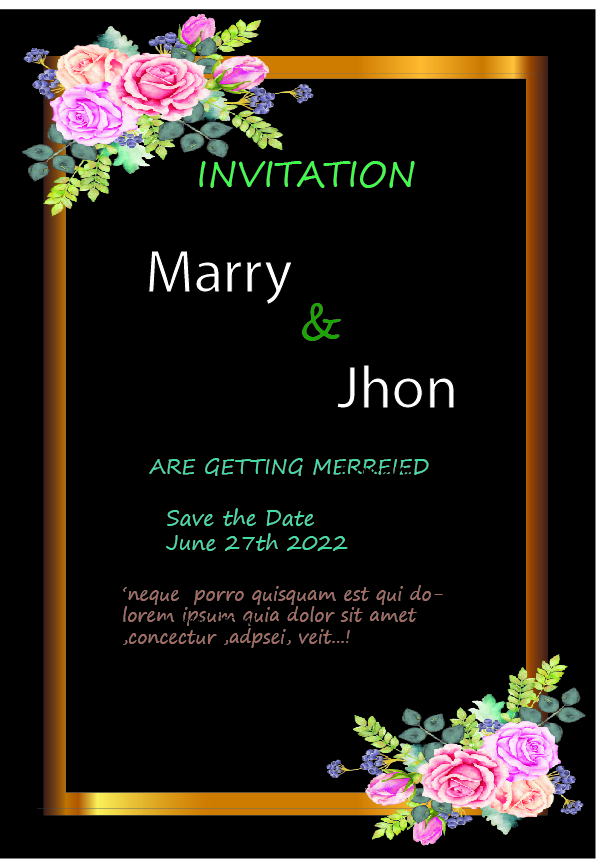 INVITATION
Marry
&
Jhon
ARE GETTING MERREIED
Save the Date
June 27th 2022
‘neque porro quisquam est qui do-
lorem ipsum quia dolor sit amet
,concectur ,adpsei, veit...!